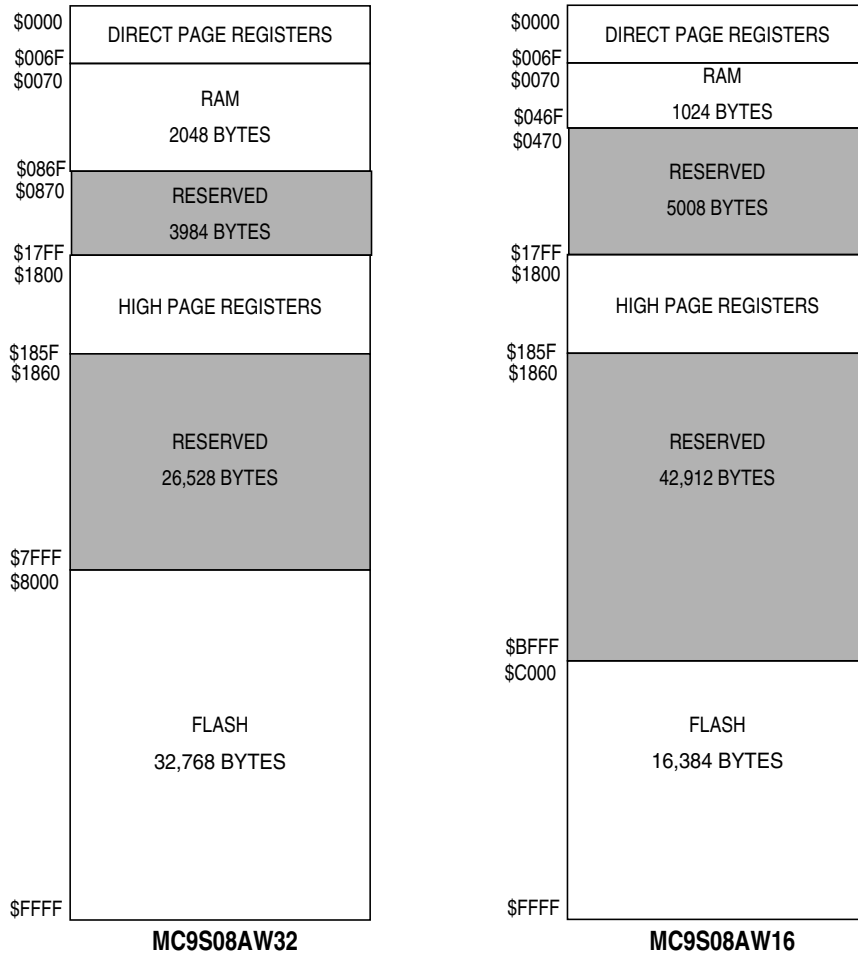 $0000
DIRECT PAGE REGISTERS
$006F
$0070
RAM
2048 BYTES
$086F
$0870
RESERVED
3984 BYTES
$17FF
$1800
HIGH PAGE REGISTERS
$185F
$1860
RESERVED
26,528 BYTES
$7FFF
$8000
FLASH
32,768 BYTES
$FFFF
MC9S08AW32
$0000
DIRECT PAGE REGISTERS
$006F
$0070
RAM
1024 BYTES
$046F
$0470
RESERVED
5008 BYTES
$17FF
$1800
HIGH PAGE REGISTERS
$185F
$1860
RESERVED
42,912 BYTES
$BFFF
$C000
FLASH
16,384 BYTES
$FFFF
MC9S08AW16